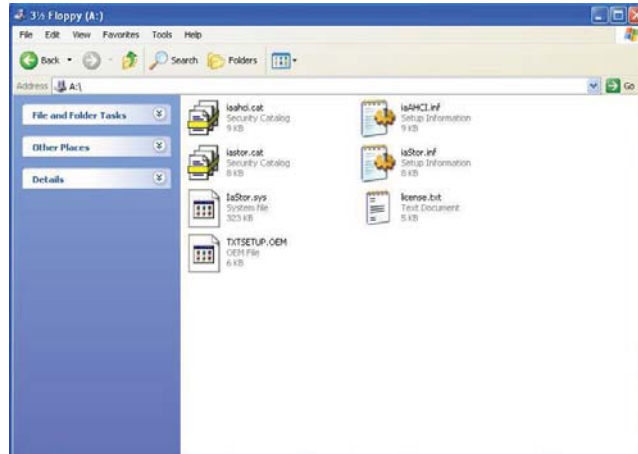 3½ Floppy (A:)
File Edit View Favorites Tools Help
Back Search Folders
Address A:\ Go
File and Folder Tasks
Other Places
Details
iaahci.cat
Security Catalog
9 KB
iaAHCI.inf
Setup Information
9 KB
iastor.cat
Security Catalog
8 KB
iaStor.inf
Setup Information
8 KB
IaStor.sys
System file
323 KB
license.txt
Text Document
5 KB
TXTSETUP.OEM
OEM File
6 KB